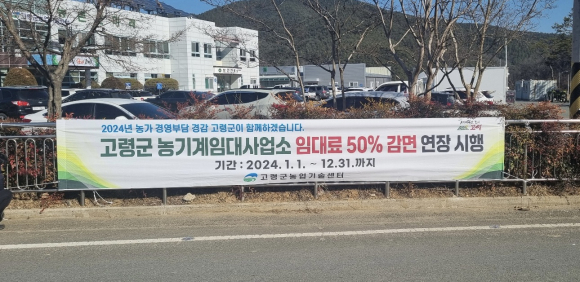 2024년 농가 경영부담 경감 고령군이 함께하겠습니다.
고령군 농기계임대사업소 임대료 50% 감면 연장 시행
기간 : 2024. 1. 1. ~ 12. 31.까지
고령군농업기술센터